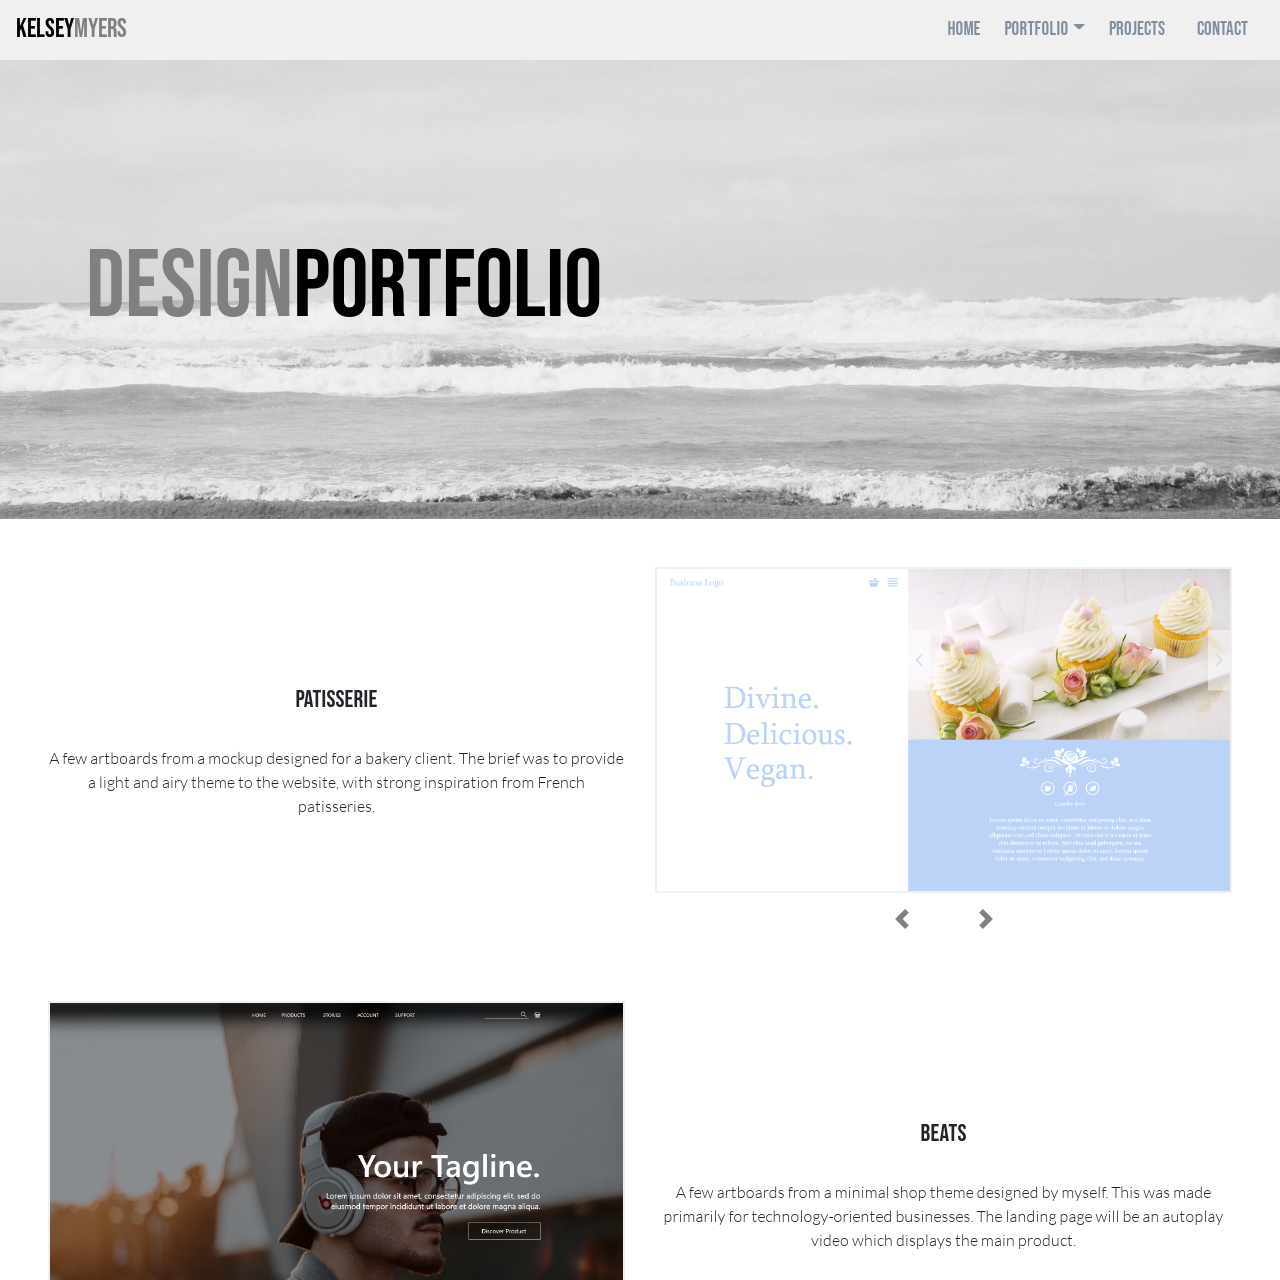 KELSEYMYERS
HOME PORTFOLIO PROJECTS CONTACT
DESIGNPORTFOLIO
PATISSERIE
A few artboards from a mockup designed for a bakery client. The brief was to provide
a light and airy theme to the website, with strong inspiration from French
patisseries.
Business Logo
Divine.
Delicious.
Vegan.
Cruelty free.
HOME PRODUCTS STORIES ACCOUNT SUPPORT
Your Tagline.
Lorem ipsum dolor sit amet, consectetur adipiscing elit, sed do
eiusmod tempor incididunt ut labore et dolore magna aliqua.
Discover Product
BEATS
A few artboards from a minimal shop theme designed by myself. This was made
primarily for technology-oriented businesses. The landing page will be an autoplay
video which displays the main product.